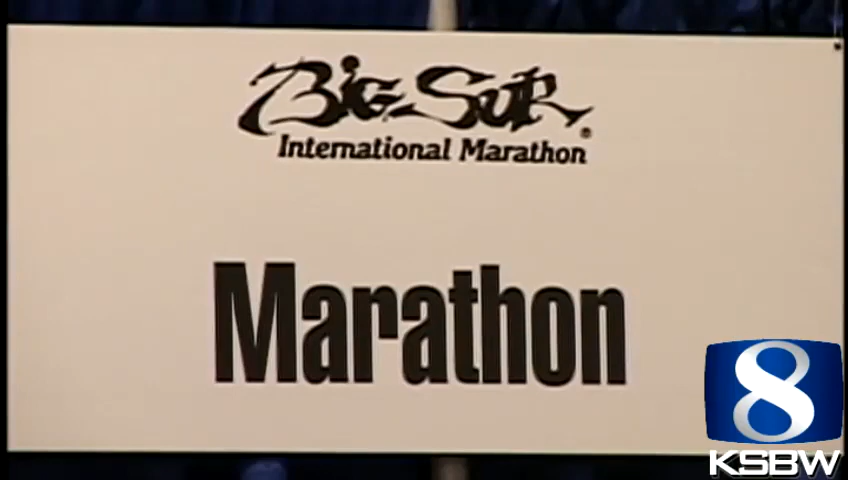 Big Sur®
International Marathon
Marathon
8
KSBW